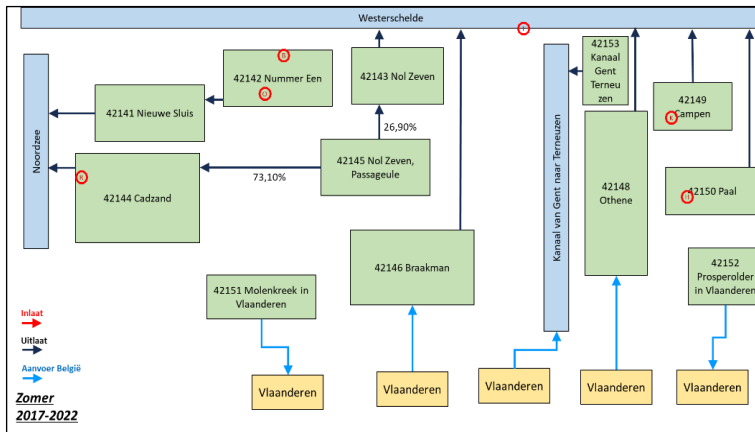 Westerschelde
42153
Kanaal
Gent
Terneu
zen
42143 Nol Zeven
42142 Nummer Een
42149
Campen
42141 Nieuwe Sluis
Noordzee
26,90%
42145 Nol Zeven,
Passageule
73,10%
Kanaal van Gent naar Terneuzen
42148
Othene
42150 Paal
42144 Cadzand
42146 Braakman
42152
Prosperolder
in Vlaanderen
42151 Molenkreek in
Vlaanderen
Inlaat
Uitlaat
Aanvoer België
Vlaanderen
Vlaanderen
Vlaanderen
Vlaanderen
Vlaanderen
Zomer
2017-2022